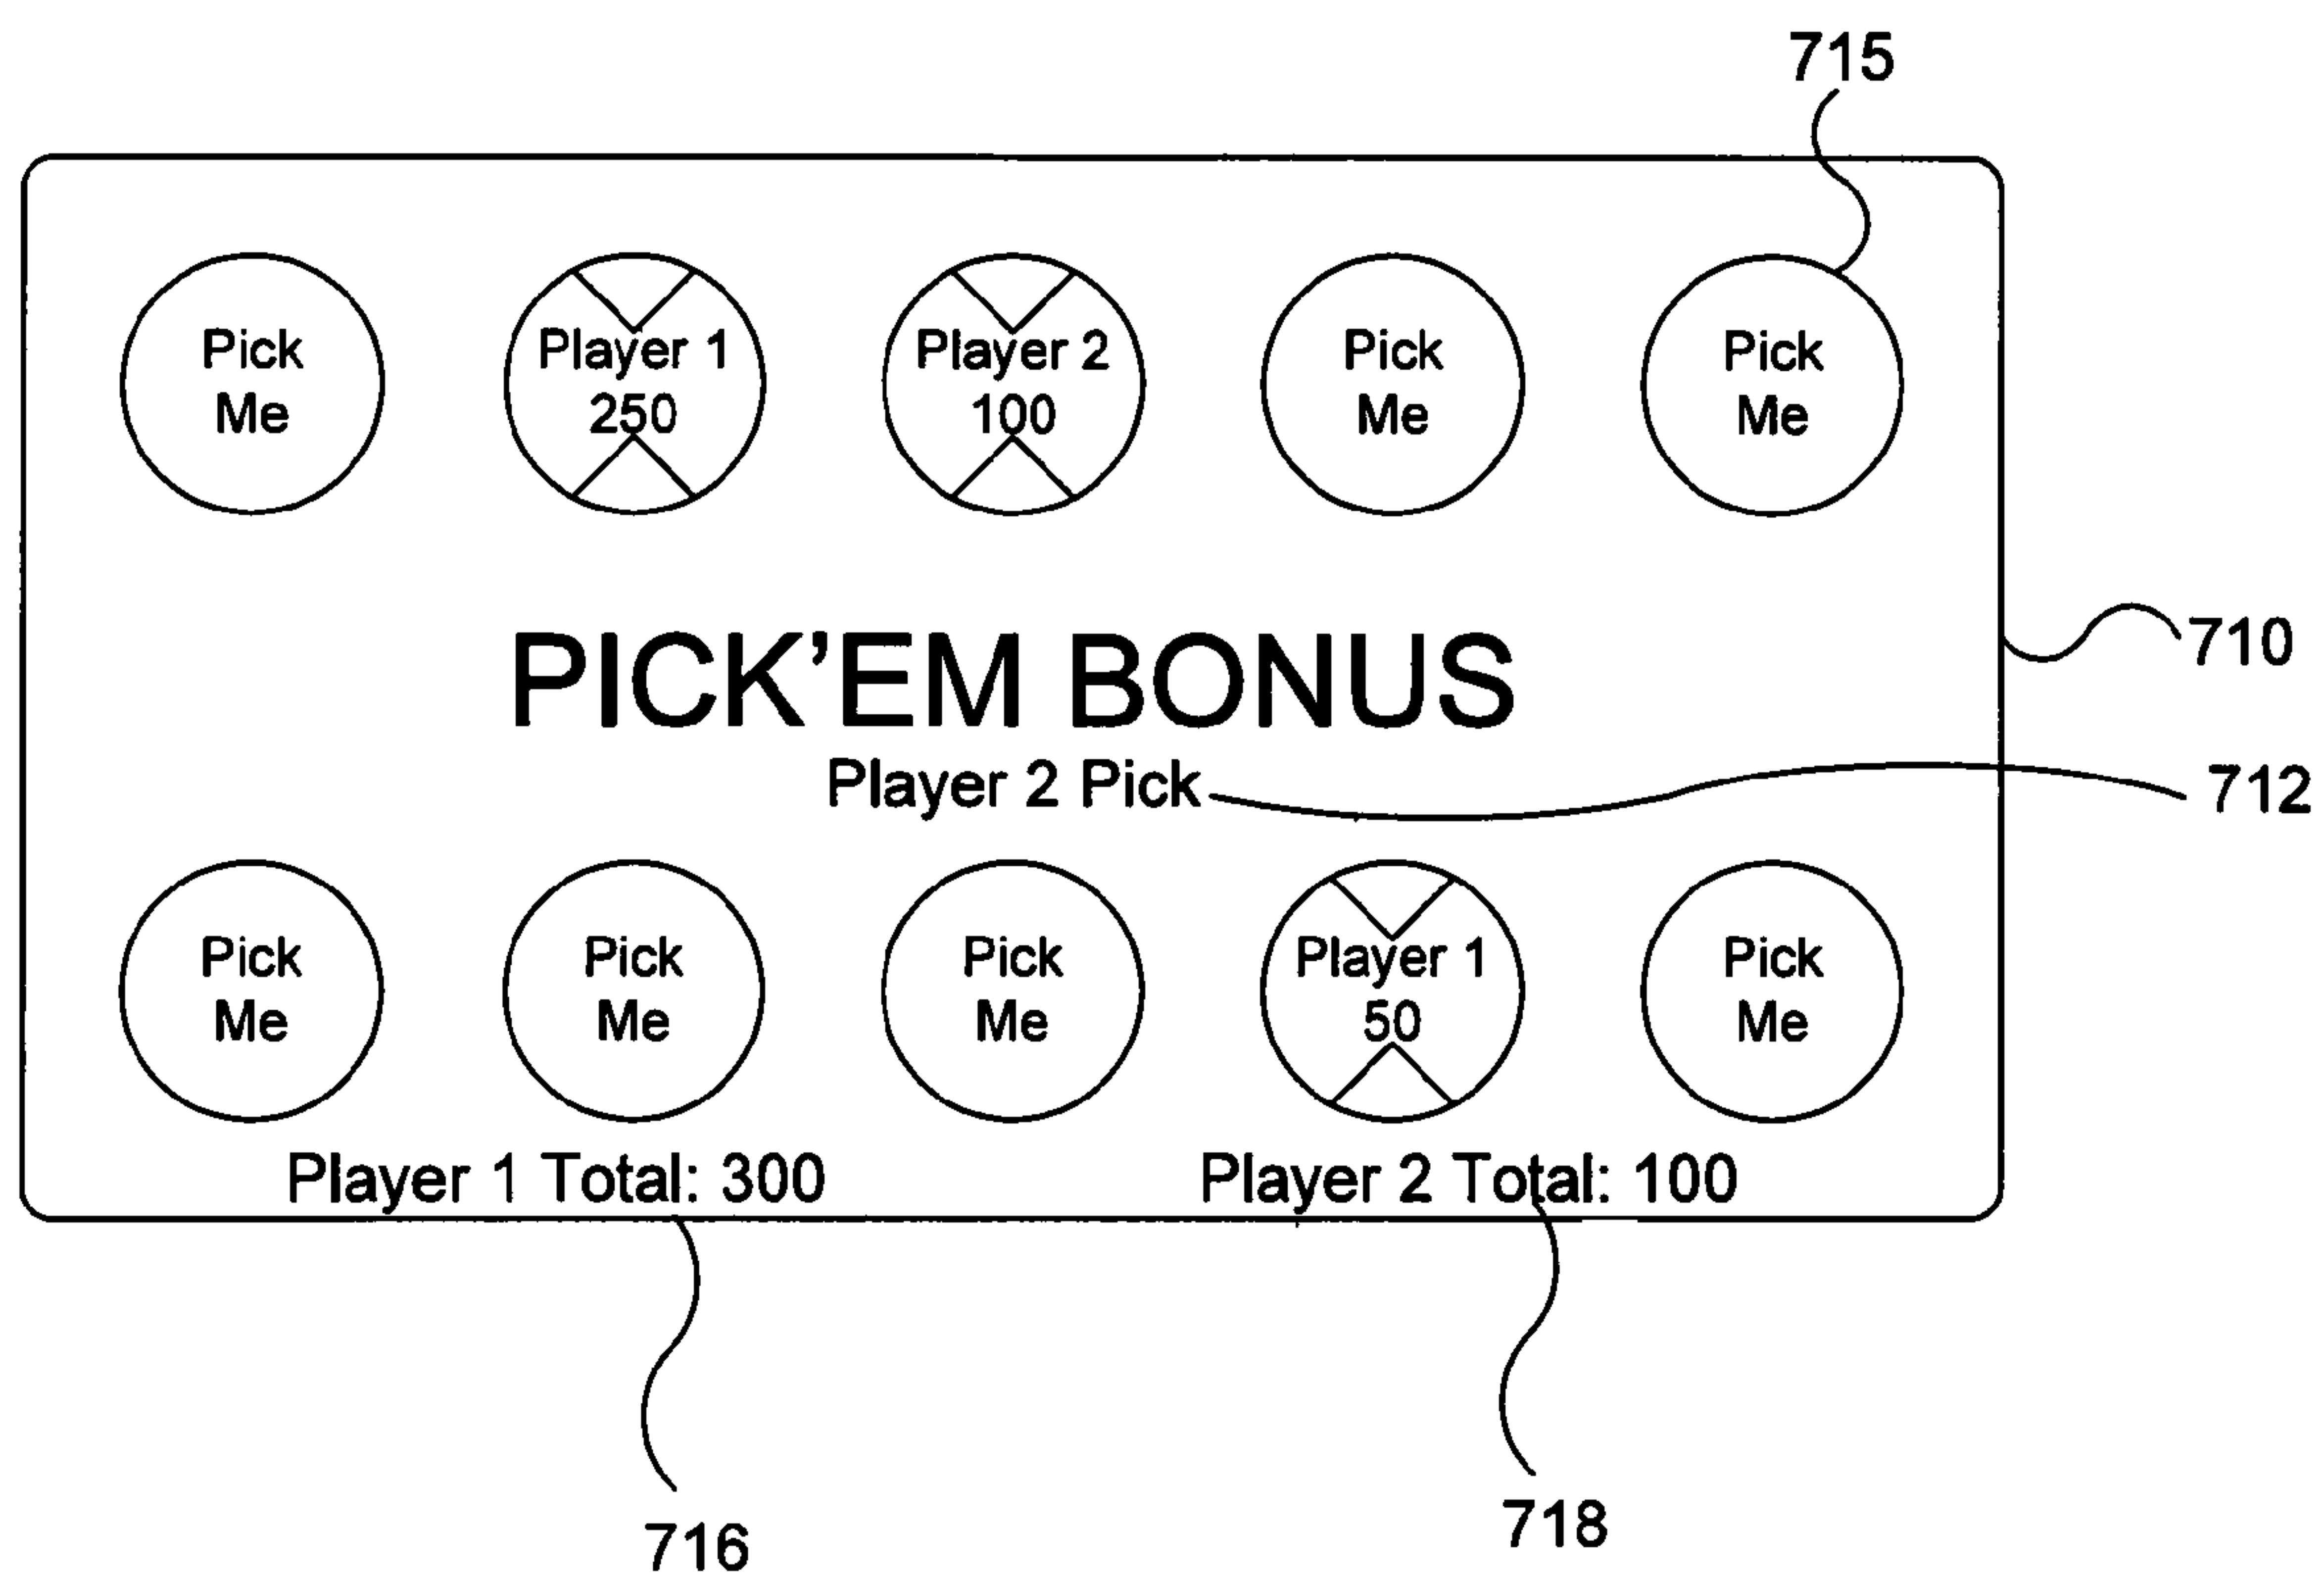 715
Pick
Me
Player 1
250
Player 2
100
Pick
Me
Pick
Me
PICK'EM BONUS
710
Player 2 Pick
712
Pick
Me
Pick
Me
Pick
Me
Player 1
50
Pick
Me
Player 1 Total: 300
Player 2 Total: 100
716
718